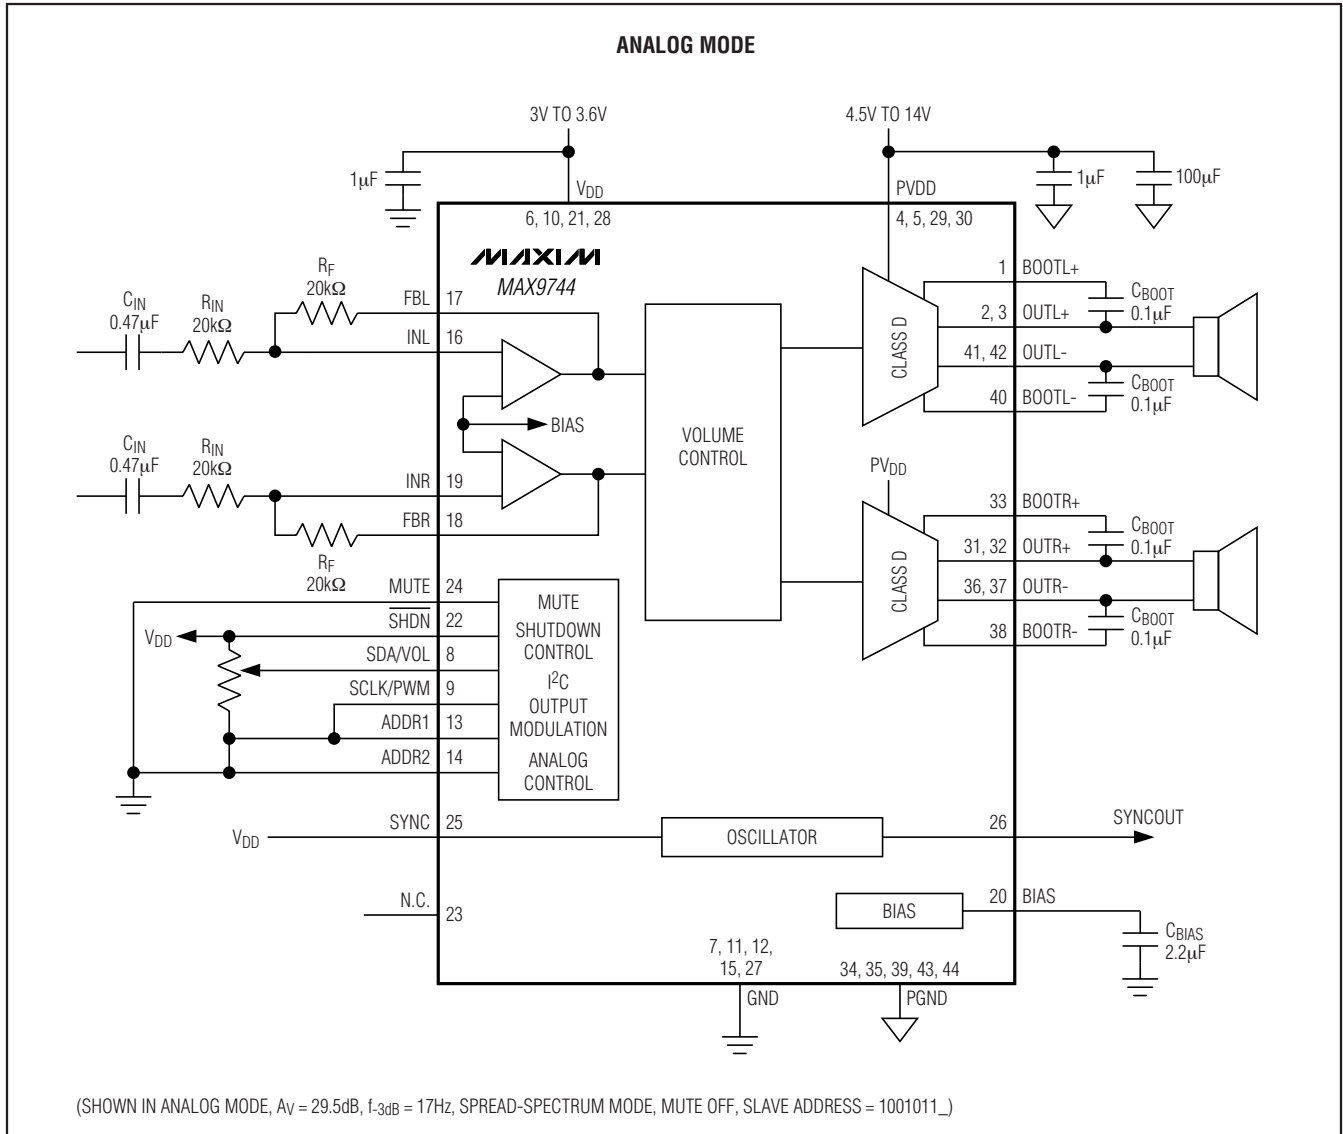 ANALOG MODE
3V TO 3.6V
4.5V TO 14V
1µF
VDD
PVDD
1µF
100µF
6, 10, 21, 28
4, 5, 29, 30
MAXIM
MAX9744
RF
20kΩ
CIN
0.47µF
RIN
20kΩ
FBL 17
INL 16
1 BOOTL+
CBOOT
0.1µF
2, 3 OUTL+
41, 42 OUTL-
CBOOT
0.1µF
40 BOOTL-
CLASS D
BIAS
VOLUME
CONTROL
CIN
0.47µF
RIN
20kΩ
INR 19
FBR 18
RF
20kΩ
PVDD
33 BOOTR+
CBOOT
0.1µF
31, 32 OUTR+
36, 37 OUTR-
CBOOT
0.1µF
38 BOOTR-
CLASS D
MUTE 24
SHDN 22
VDD
SDA/VOL 8
SCLK/PWM 9
ADDR1 13
ADDR2 14
MUTE
SHUTDOWN
CONTROL
I2C
OUTPUT
MODULATION
ANALOG
CONTROL
VDD
SYNC 25
OSCILLATOR
26
SYNCOUT
N.C.
23
BIAS
20 BIAS
CBIAS
2.2µF
7, 11, 12,
15, 27
34, 35, 39, 43, 44
GND
PGND
(SHOWN IN ANALOG MODE, AV = 29.5dB, f-3dB = 17Hz, SPREAD-SPECTRUM MODE, MUTE OFF, SLAVE ADDRESS = 1001011_)